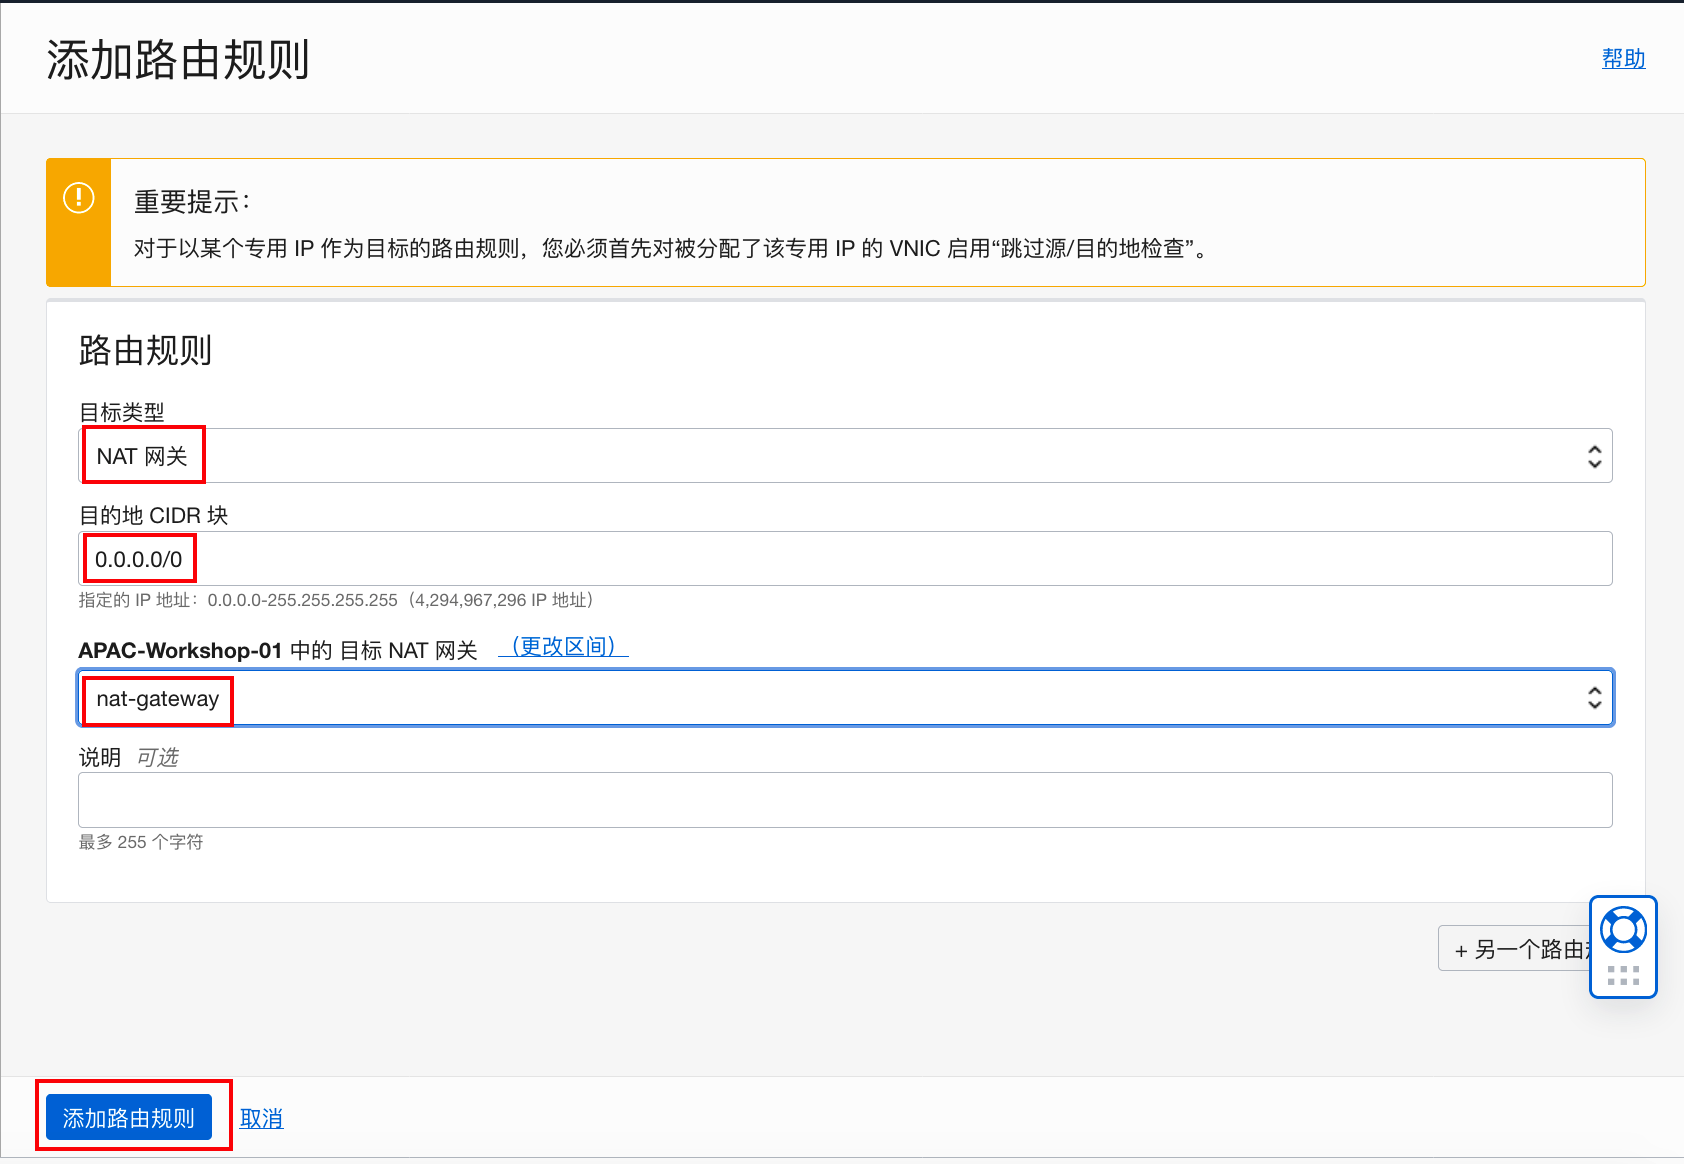 添加路由规则
帮助
重要提示：
对于以某个专用 IP 作为目标的路由规则，您必须首先对被分配了该专用 IP 的 VNIC 启用“跳过源/目的地检查”。
路由规则
目标类型
NAT 网关
目的地 CIDR 块
0.0.0.0/0
指定的 IP 地址：0.0.0.0-255.255.255.255（4,294,967,296 IP 地址）
APAC-Workshop-01 中的 目标 NAT 网关 （更改区间）
nat-gateway
说明 可选
最多 255 个字符
+ 另一个路由
添加路由规则 取消